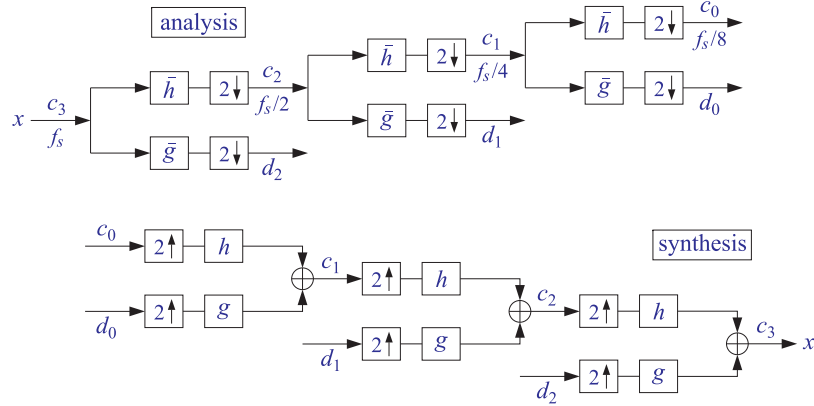 analysis
x c₃ fₛ
h̄ 2↓ c₂ fₛ/2
ḡ 2↓ d₂
h̄ 2↓ c₁ fₛ/4
ḡ 2↓ d₁
h̄ 2↓ c₀ fₛ/8
ḡ 2↓ d₀
synthesis
c₀ 2↑ h
d₀ 2↑ g
c₁ 2↑ h
d₁ 2↑ g
c₂ 2↑ h
d₂ 2↑ g
c₃ x